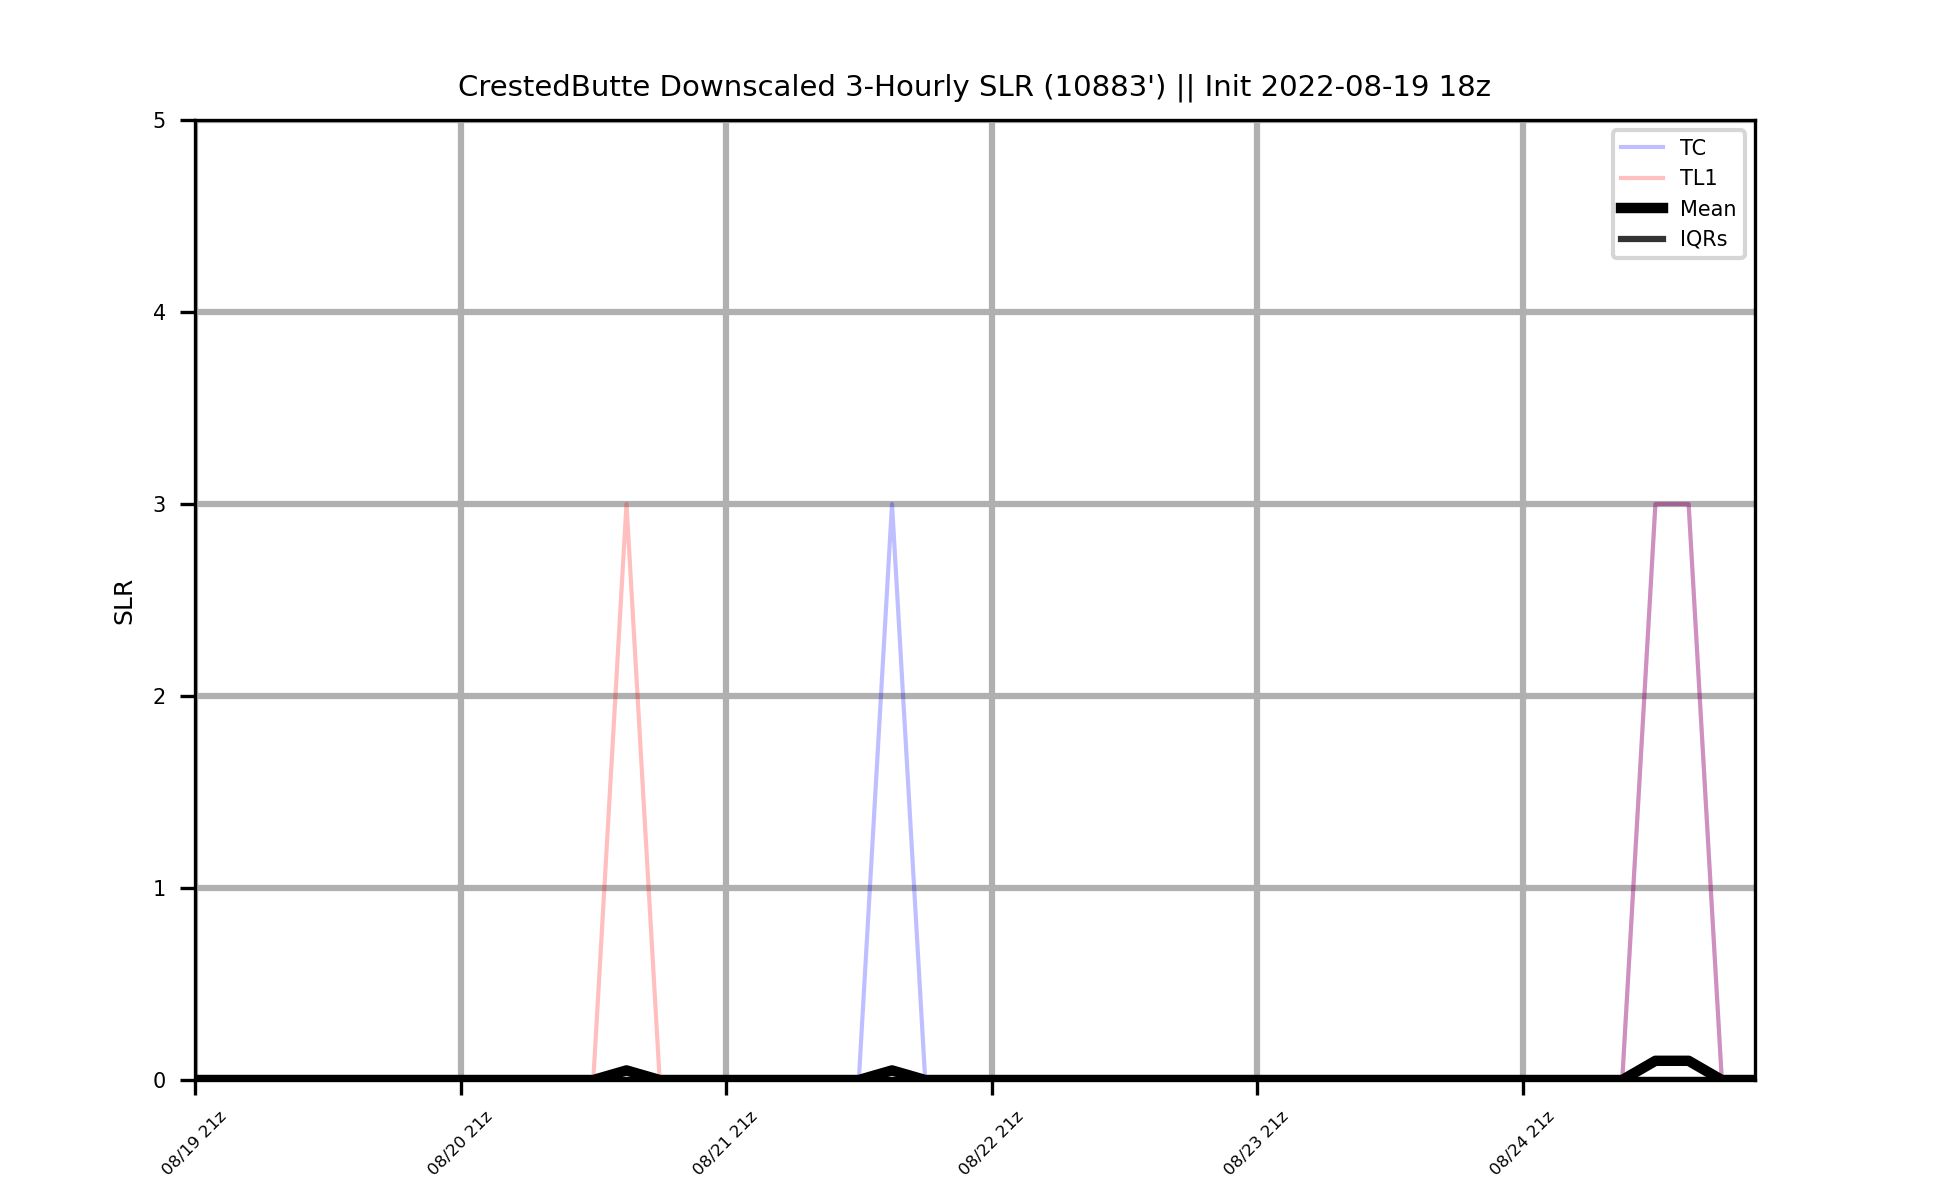 CrestedButte Downscaled 3-Hourly SLR (10883') || Init 2022-08-19 18z
5
4
3
2
1
0
SLR
TC
TL1
Mean
IQRs
08/19 21z
08/20 21z
08/21 21z
08/22 21z
08/23 21z
08/24 21z